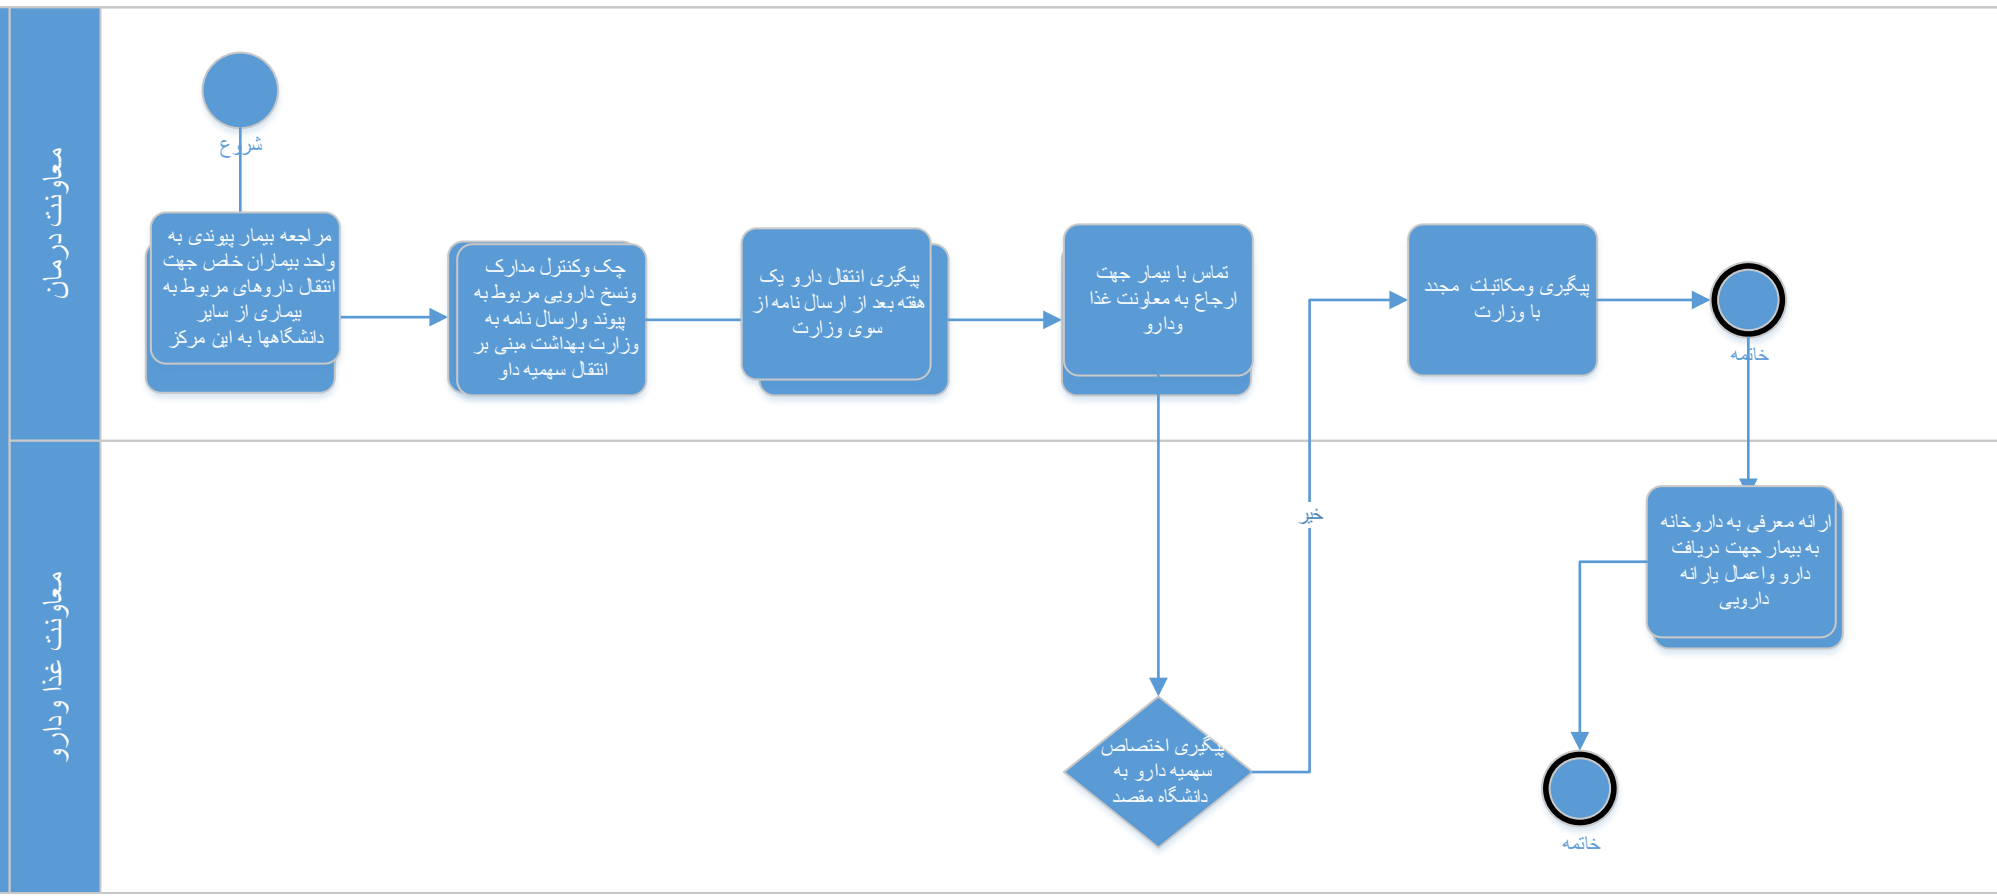 معاونت درمان
شروع
مراجعه بیمار پیوندی به
واحد بیماران خاص جهت
انتقال داروهای مربوط به
بیماری از سایر
دانشگاهها به این مرکز
چک وکنترل مدارک
ونسخ دارویی مربوط به
پیوند وارسال نامه به
وزارت بهداشت مبنی بر
انتقال سهمیه داو
پیگیری انتقال دارو یک
هفته بعد از ارسال نامه از
سوی وزارت
تماس با بیمار جهت
ارجاع به معاونت غذا
ودارو
پیگیری ومکاتبات مجدد
با وزارت
خاتمه
معاونت غذا و دارو
خیر
ارائه معرفی به داروخانه
به بیمار جهت دریافت
دارو واعمال یارانه
دارویی
پیگیری اختصاص
سهمیه دارو به
دانشگاه مقصد
خاتمه